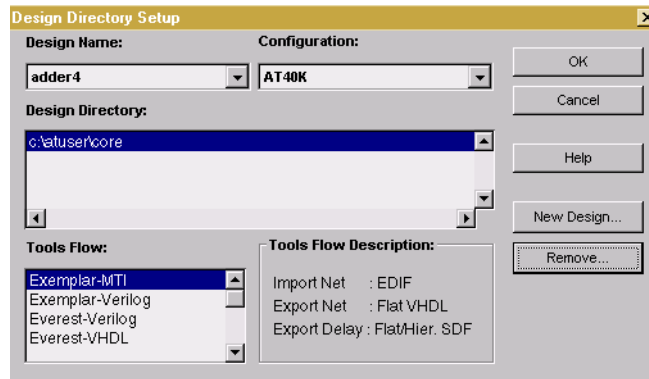 Design Directory Setup
Design Name:
Configuration:
adder4
AT40K
OK
Cancel
Design Directory:
c:\atuser\core
Help
New Design...
Remove...
Tools Flow:
Exemplar-MTI
Exemplar-Verilog
Everest-Verilog
Everest-VHDL
Tools Flow Description:
Import Net : EDIF
Export Net : Flat VHDL
Export Delay : Flat/Hier. SDF